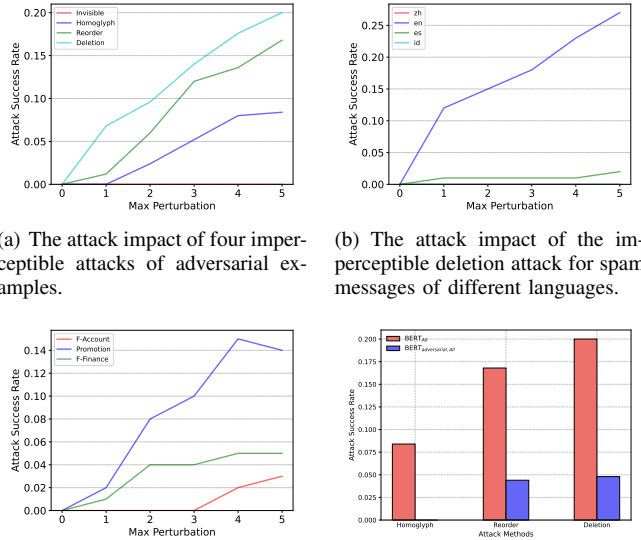 Invisible
Homoglyph
Reorder
Deletion
0.20
0.15
0.10
0.05
0.00
Attack Success Rate
0 1 2 3 4 5
Max Perturbation
zh
en
es
id
0.25
0.20
0.15
0.10
0.05
0.00
Attack Success Rate
0 1 2 3 4 5
Max Perturbation
(a) The attack impact of four imper-
ceptible attacks of adversarial ex-
amples.
(b) The attack impact of the im-
perceptible deletion attack for spam
messages of different languages.
F-Account
Promotion
F-Finance
0.14
0.12
0.10
0.08
0.06
0.04
0.02
0.00
Attack Success Rate
0 1 2 3 4 5
Max Perturbation
BERTAll
BERTadversarial, All
0.200
0.175
0.150
0.125
0.100
0.075
0.050
0.025
0.000
Attack Success Rate
Homoglyph Reorder Deletion
Attack Methods